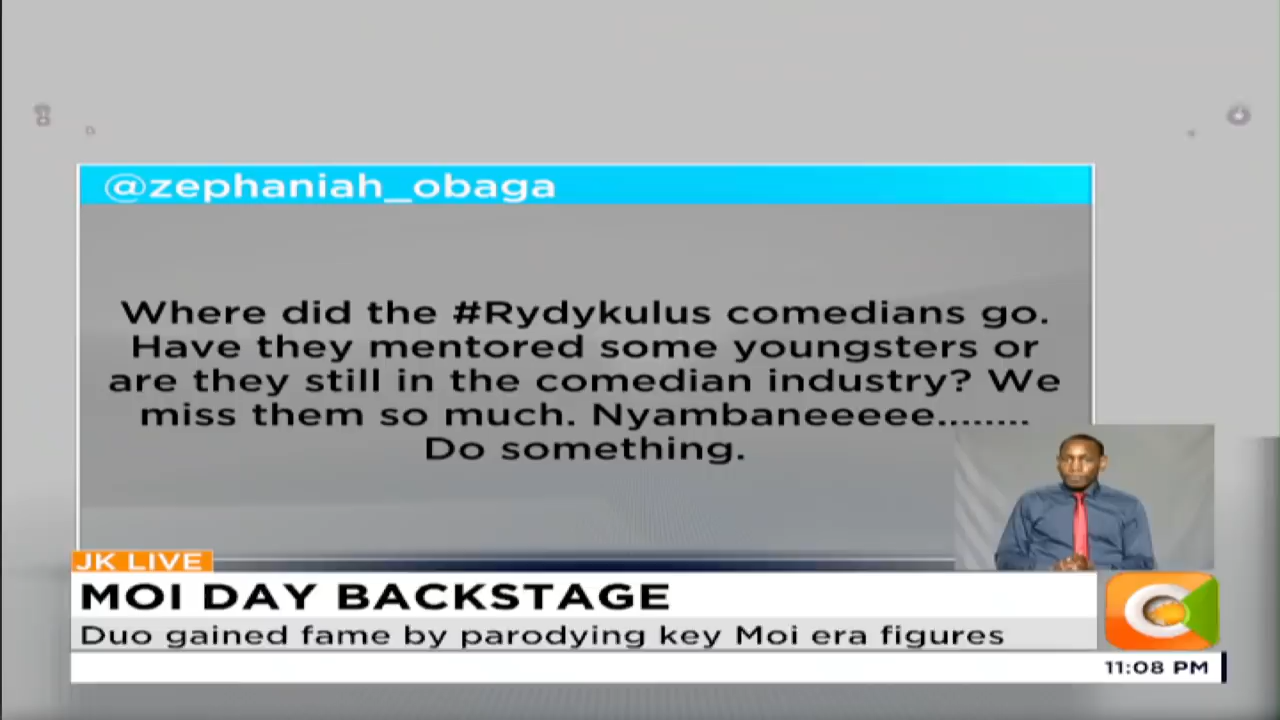 @zephaniah_obaga
Where did the #Rydykulus comedians go.
Have they mentored some youngsters or
are they still in the comedian industry? We
miss them so much. Nyambaneeeee........
Do something.
JK LIVE
MOI DAY BACKSTAGE
Duo gained fame by parodying key Moi era figures
11:08 PM